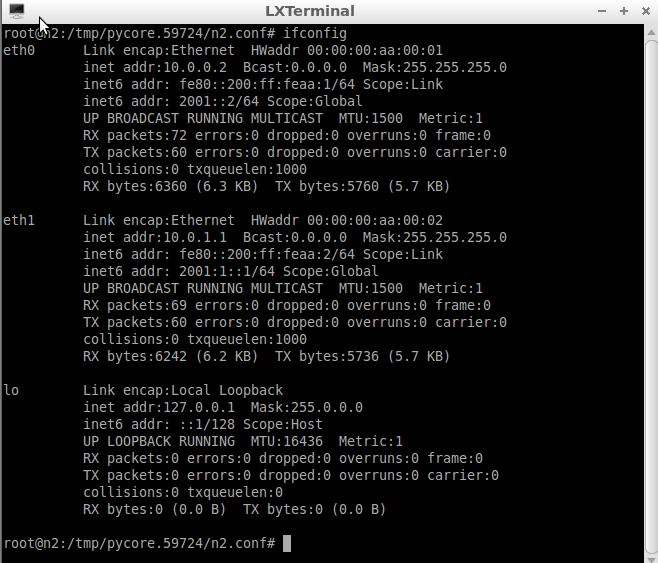 LXTerminal
root@n2:/tmp/pycore.59724/n2.conf# ifconfig
eth0      Link encap:Ethernet  HWaddr 00:00:00:aa:00:01
          inet addr:10.0.0.2  Bcast:0.0.0.0  Mask:255.255.255.0
          inet6 addr: fe80::200:ff:feaa:1/64 Scope:Link
          inet6 addr: 2001::2/64 Scope:Global
          UP BROADCAST RUNNING MULTICAST  MTU:1500  Metric:1
          RX packets:72 errors:0 dropped:0 overruns:0 frame:0
          TX packets:60 errors:0 dropped:0 overruns:0 carrier:0
          collisions:0 txqueuelen:1000
          RX bytes:6360 (6.3 KB)  TX bytes:5760 (5.7 KB)

eth1      Link encap:Ethernet  HWaddr 00:00:00:aa:00:02
          inet addr:10.0.1.1  Bcast:0.0.0.0  Mask:255.255.255.0
          inet6 addr: fe80::200:ff:feaa:2/64 Scope:Link
          inet6 addr: 2001:1::1/64 Scope:Global
          UP BROADCAST RUNNING MULTICAST  MTU:1500  Metric:1
          RX packets:69 errors:0 dropped:0 overruns:0 frame:0
          TX packets:60 errors:0 dropped:0 overruns:0 carrier:0
          collisions:0 txqueuelen:1000
          RX bytes:6242 (6.2 KB)  TX bytes:5736 (5.7 KB)

lo        Link encap:Local Loopback
          inet addr:127.0.0.1  Mask:255.0.0.0
          inet6 addr: ::1/128 Scope:Host
          UP LOOPBACK RUNNING  MTU:16436  Metric:1
          RX packets:0 errors:0 dropped:0 overruns:0 frame:0
          TX packets:0 errors:0 dropped:0 overruns:0 carrier:0
          collisions:0 txqueuelen:0
          RX bytes:0 (0.0 B)  TX bytes:0 (0.0 B)

root@n2:/tmp/pycore.59724/n2.conf#